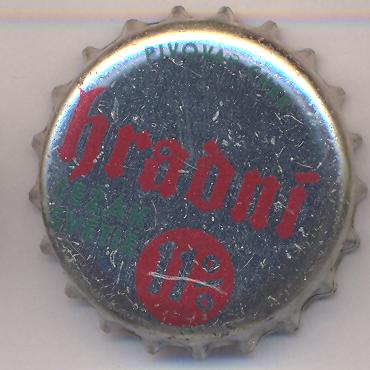 PIVOVAR
hradní
LEŽÁK
SVĚTLÉ
11°